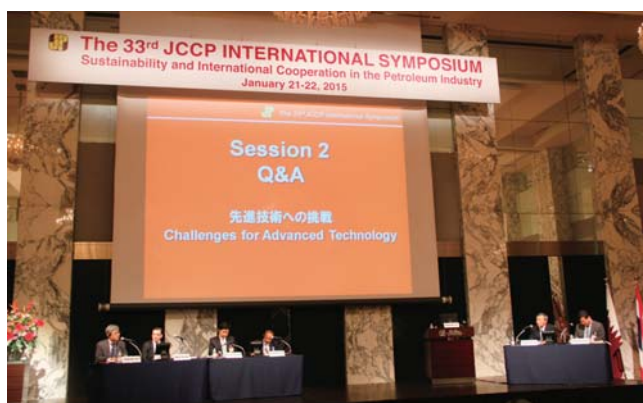 The 33rd JCCP INTERNATIONAL SYMPOSIUM
Sustainability and International Cooperation in the Petroleum Industry
January 21-22, 2015
The 33rd JCCP International Symposium
Session 2
Q&A
先進技術への挑戦
Challenges for Advanced Technology